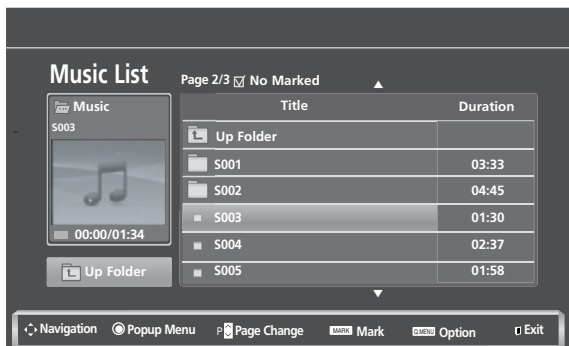 Music List
Page 2/3 No Marked
Music
S003
00:00/01:34
Up Folder
Title Duration
Up Folder
S001 03:33
S002 04:45
S003 01:30
S004 02:37
S005 01:58
Navigation Popup Menu P Page Change MARK Mark Q.MENU Option Exit